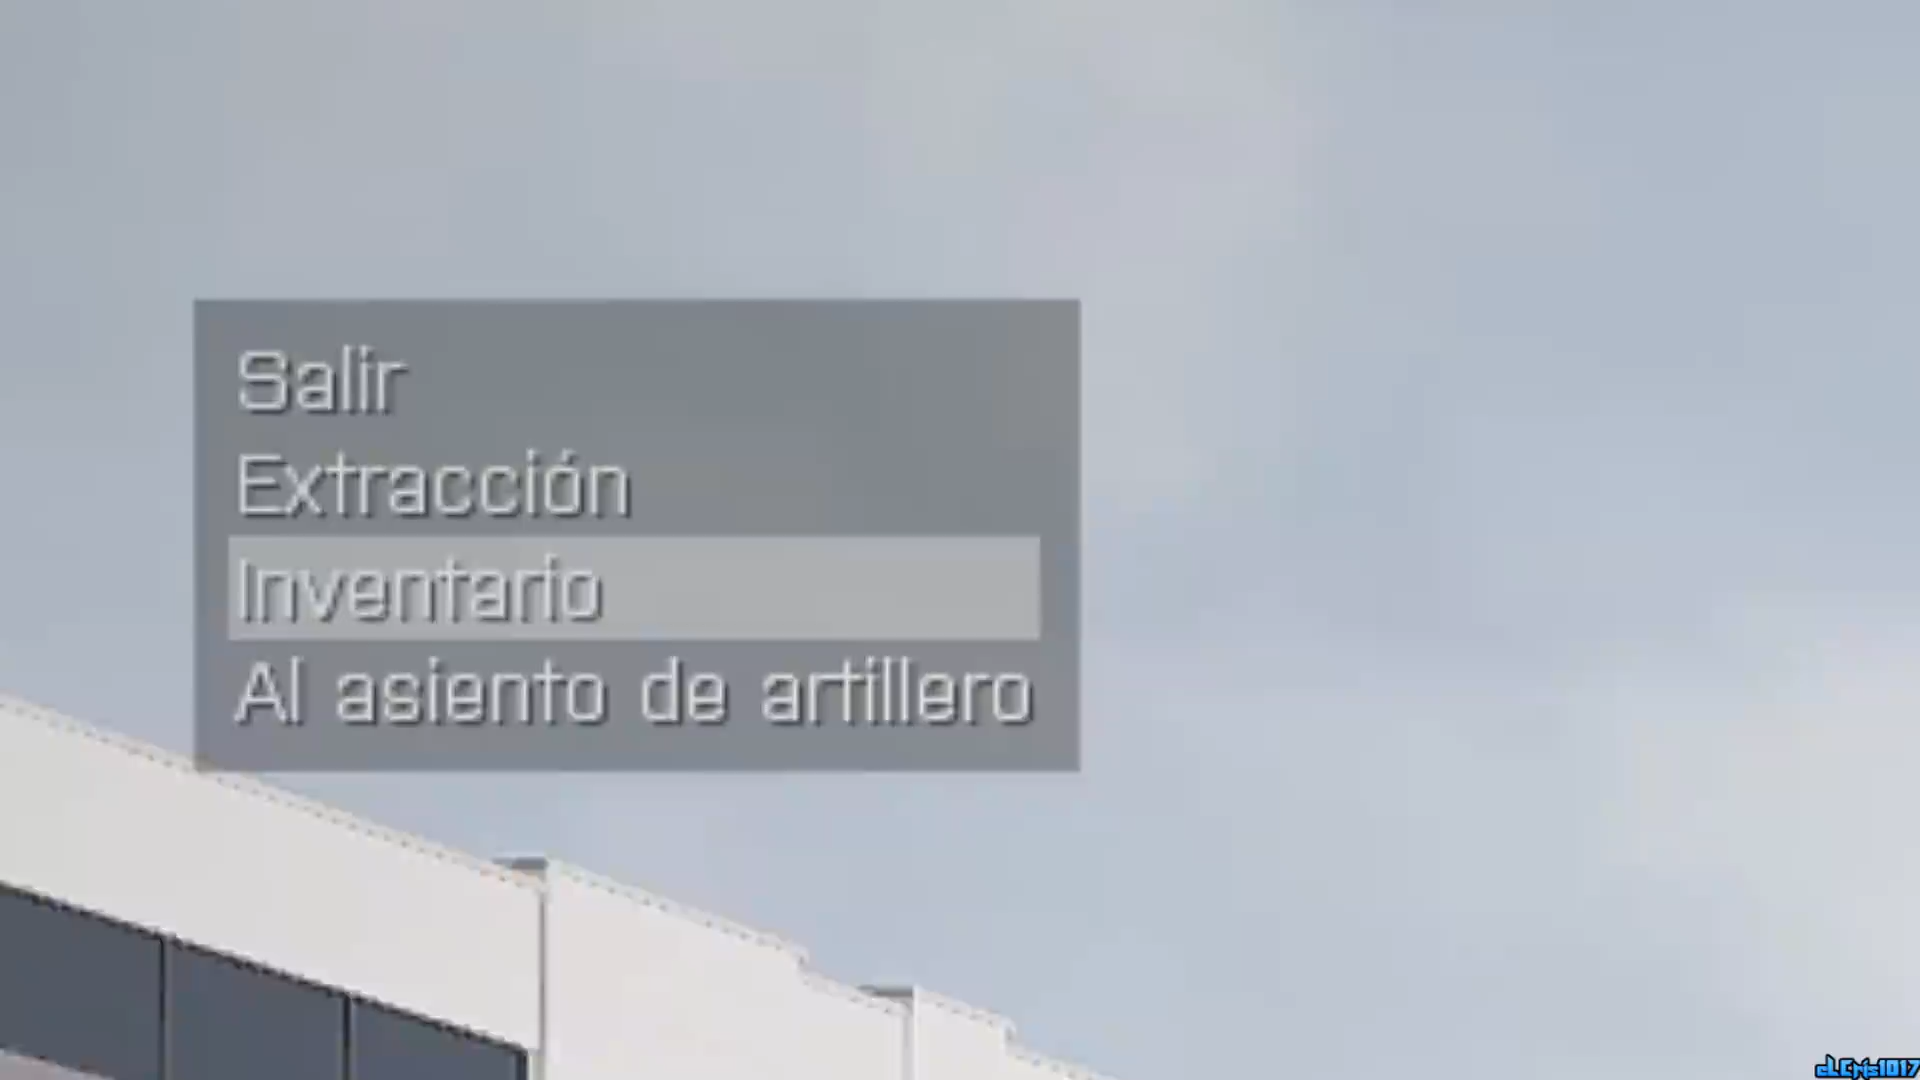 Salir
Extracción
Inventario
Al asiento de artillero